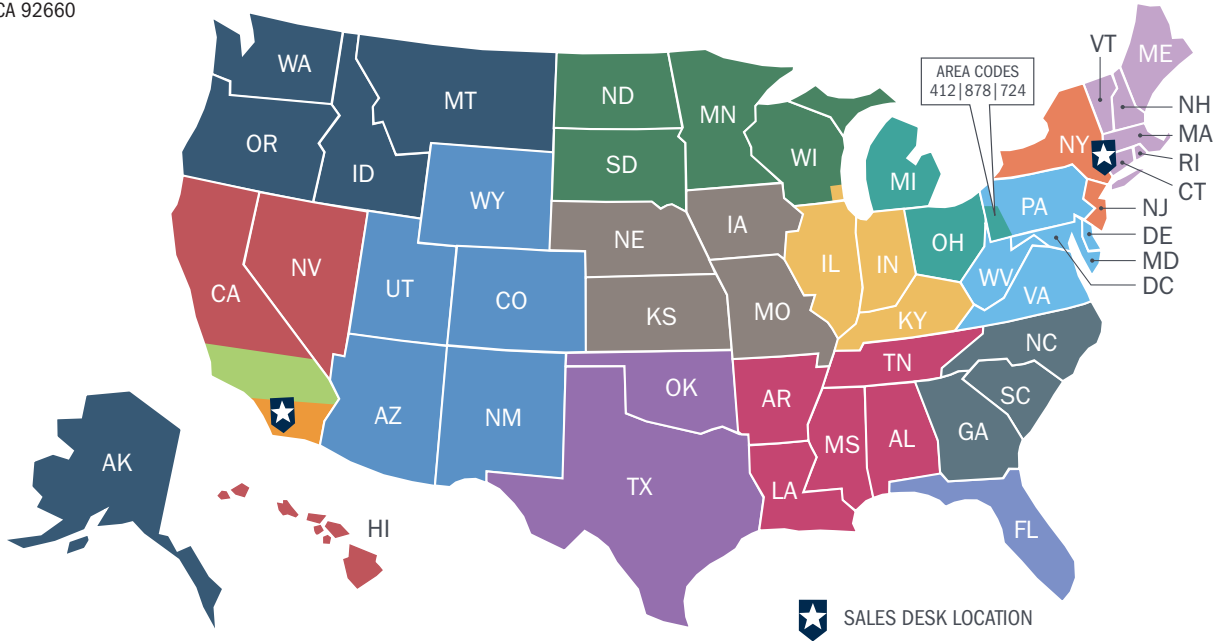 CA 92660
WA
OR
ID
MT
WY
UT
CO
AZ
NM
CA
NV
AK
HI
ND
SD
MN
WI
NE
KS
IA
MO
OK
TX
AR
LA
MS
AL
TN
IL
IN
KY
MI
OH
AREA CODES
412|878|724
PA
WV
VA
NC
SC
GA
FL
NY
VT
ME
NH
MA
RI
CT
NJ
DE
MD
DC
SALES DESK LOCATION